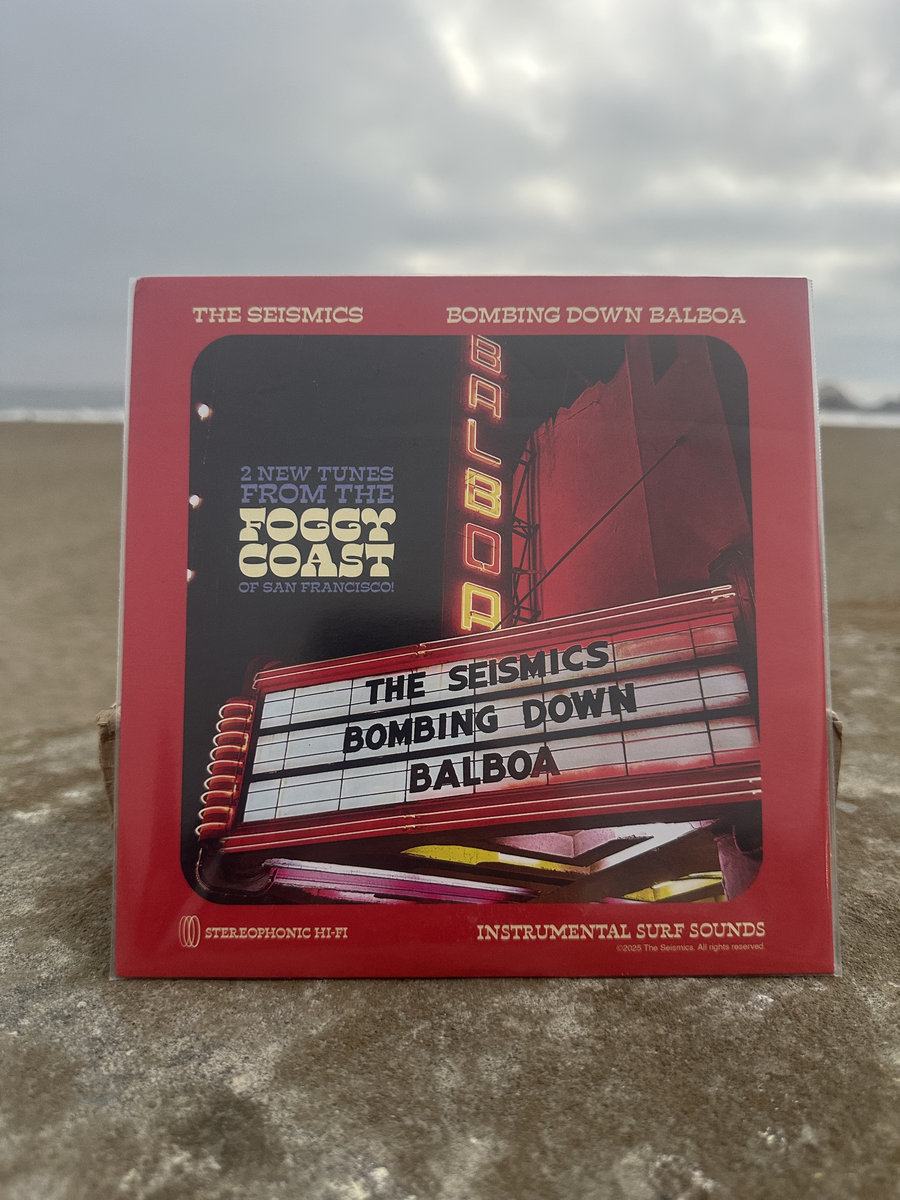 THE SEISMICS
BOMBING DOWN BALBOA
BALBOA
2 NEW TUNES
FROM THE
FOGGY
COAST
OF SAN FRANCISCO!
THE SEISMICS
BOMBING DOWN
BALBOA
STEREOPHONIC HI-FI
INSTRUMENTAL SURF SOUNDS
©2025 The Seismics. All rights reserved.